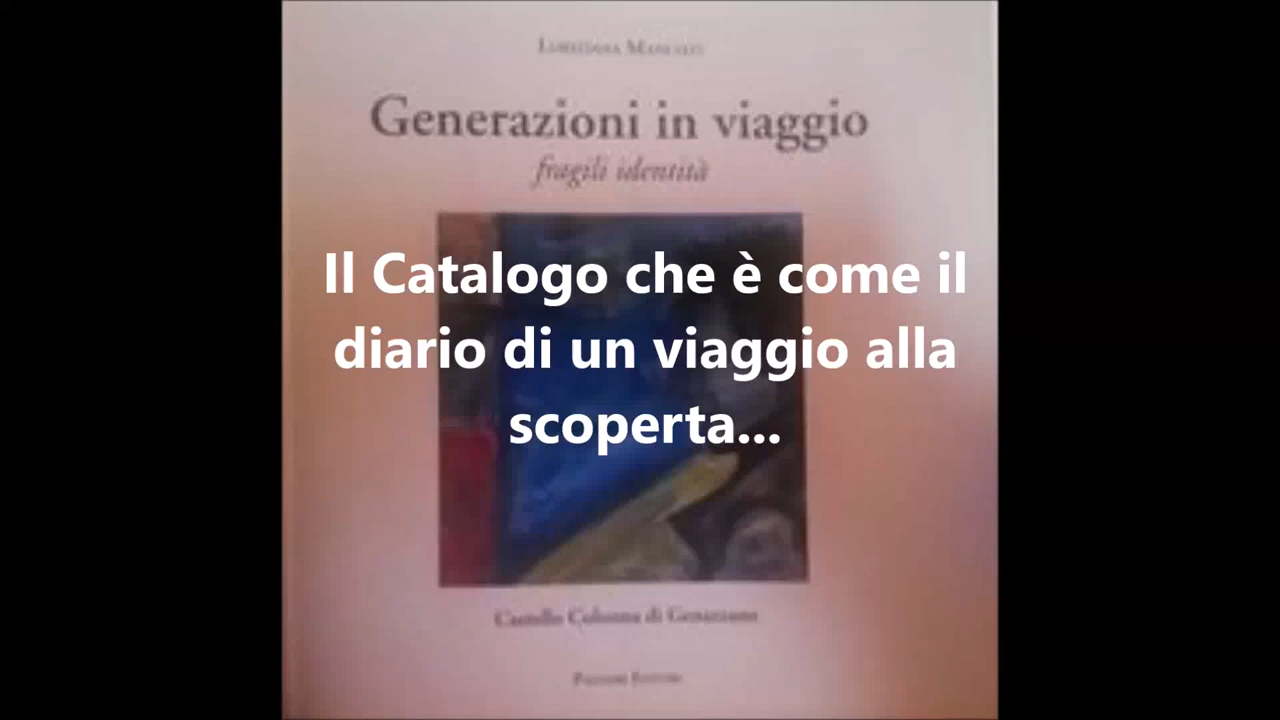 Generazioni in viaggio
fragili identità
Il Catalogo che è come il
diario di un viaggio alla
scoperta...
Castello Colonna di Genazzano